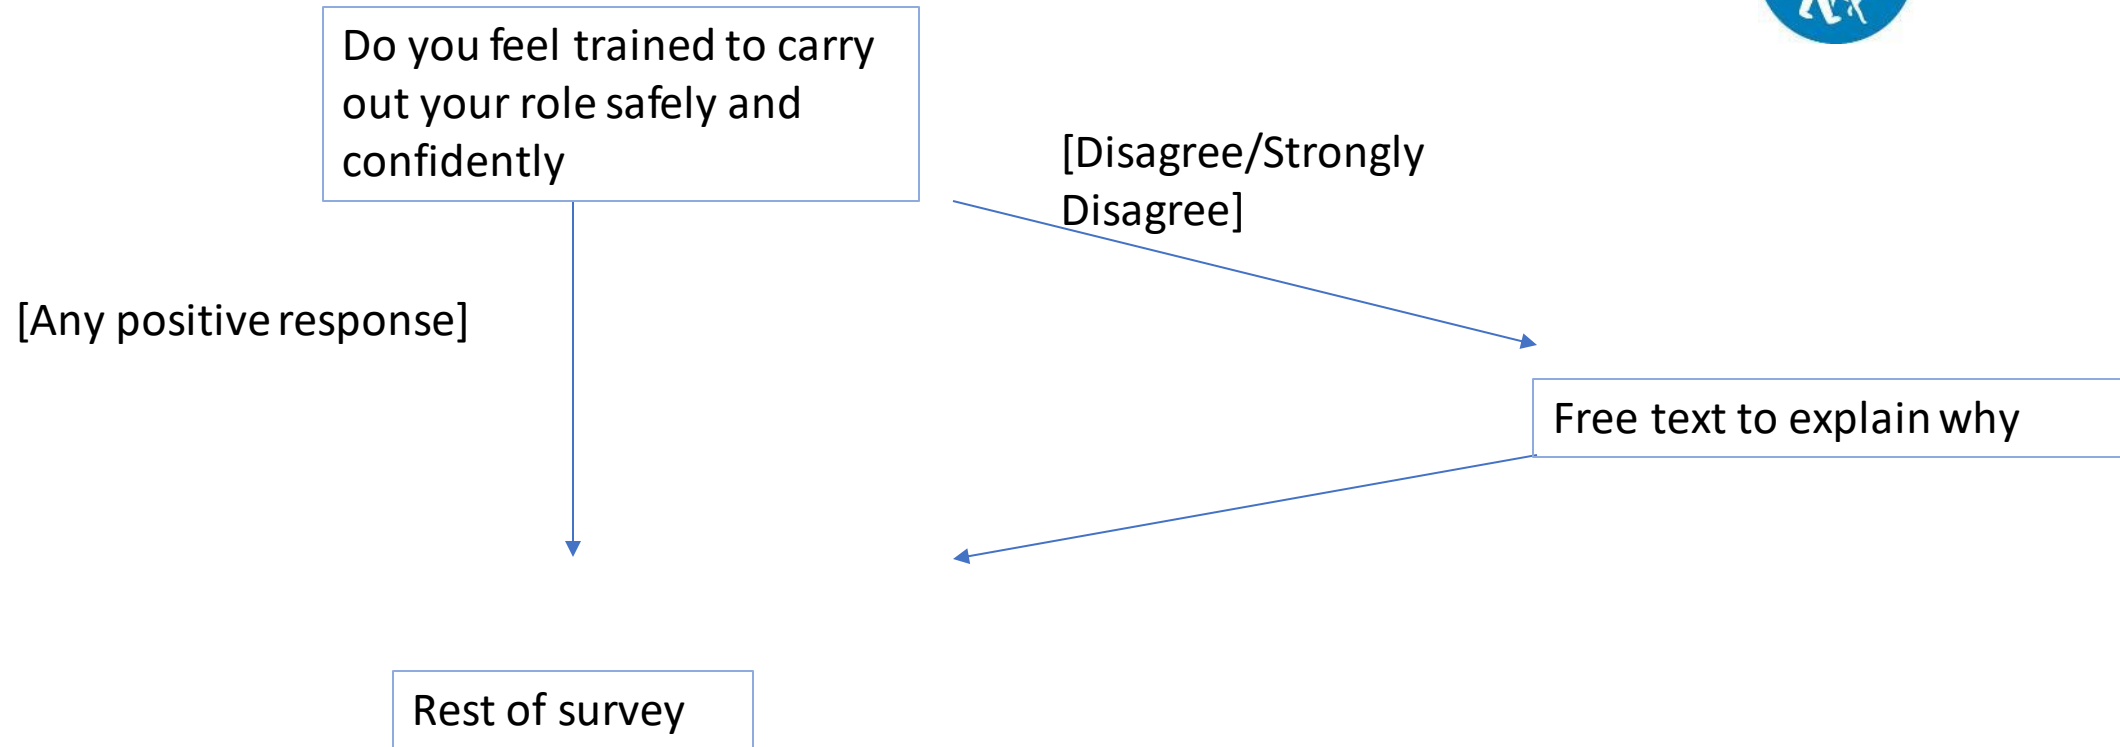 Do you feel trained to carry
out your role safely and
confidently
[Disagree/Strongly
Disagree]
[Any positive response]
Free text to explain why
Rest of survey